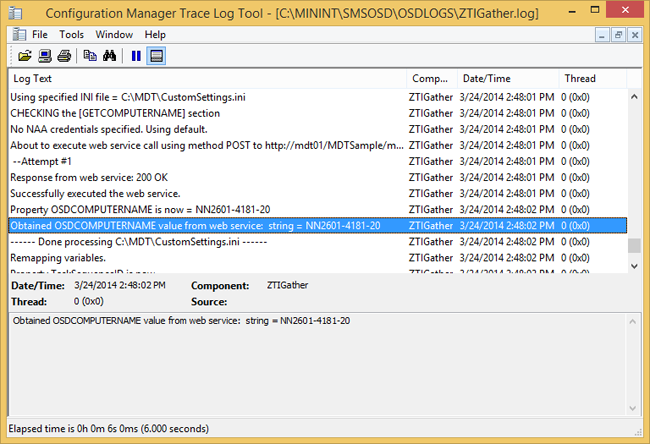 Configuration Manager Trace Log Tool - [C:\MININT\SMSOSD\OSDLOGS\ZTIGather.log]
File Tools Window Help
Log Text Comp... Date/Time Thread
Using specified INI file = C:\MDT\CustomSettings.ini ZTIGather 3/24/2014 2:48:01 PM 0 (0x0)
CHECKING the [GETCOMPUTERNAME] section ZTIGather 3/24/2014 2:48:01 PM 0 (0x0)
No NAA credentials specified. Using default. ZTIGather 3/24/2014 2:48:01 PM 0 (0x0)
About to execute web service call using method POST to http://mdt01/MDTSample/m... ZTIGather 3/24/2014 2:48:01 PM 0 (0x0)
--Attempt #1 ZTIGather 3/24/2014 2:48:01 PM 0 (0x0)
Response from web service: 200 OK ZTIGather 3/24/2014 2:48:01 PM 0 (0x0)
Successfully executed the web service. ZTIGather 3/24/2014 2:48:01 PM 0 (0x0)
Property OSDCOMPUTERNAME is now = NN2601-4181-20 ZTIGather 3/24/2014 2:48:02 PM 0 (0x0)
Obtained OSDCOMPUTERNAME value from web service:  string = NN2601-4181-20 ZTIGather 3/24/2014 2:48:02 PM 0 (0x0)
------ Done processing C:\MDT\CustomSettings.ini ------ ZTIGather 3/24/2014 2:48:02 PM 0 (0x0)
Remapping variables. ZTIGather 3/24/2014 2:48:02 PM 0 (0x0)
Date/Time: 3/24/2014 2:48:02 PM Component: ZTIGather
Thread: 0 (0x0) Source:
Obtained OSDCOMPUTERNAME value from web service:  string = NN2601-4181-20
Elapsed time is 0h 0m 6s 0ms (6.000 seconds)